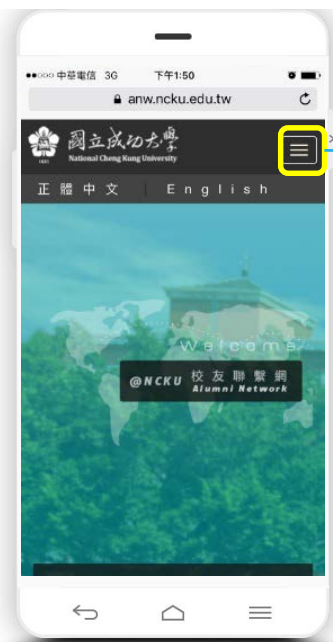 中華電信 3G 下午1:50
anw.ncku.edu.tw
國立成功大學
1931
National Cheng Kung University
正體中文 | English
Welcome
@NCKU 校友聯繫網
Alumni Network